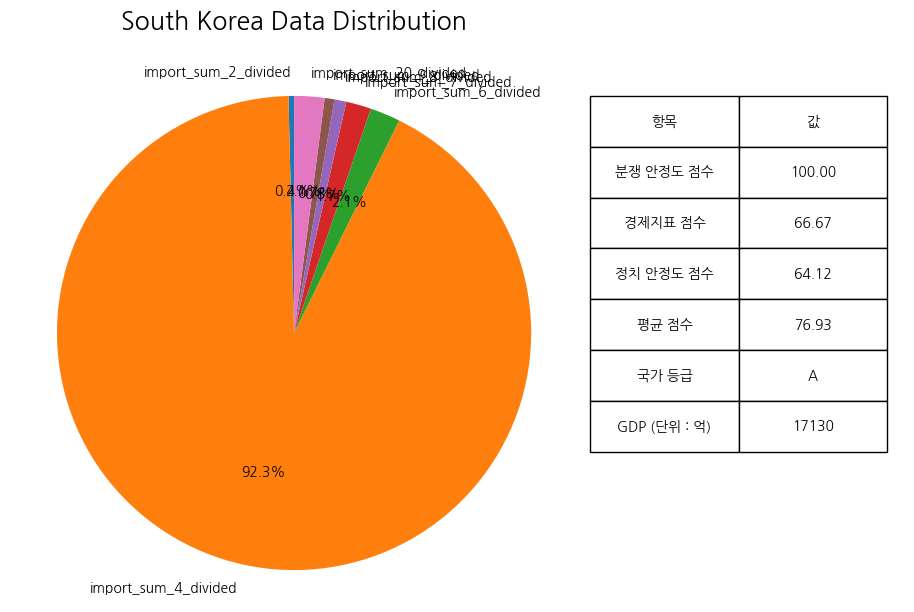 South Korea Data Distribution
import_sum_2_divided
import_sum_20_divided
import_sum_7_divided
import_sum_6_divided
2.1%
92.3%
import_sum_4_divided
항목 값
분쟁 안정도 점수 100.00
경제지표 점수 66.67
정치 안정도 점수 64.12
평균 점수 76.93
국가 등급 A
GDP (단위 : 억) 17130